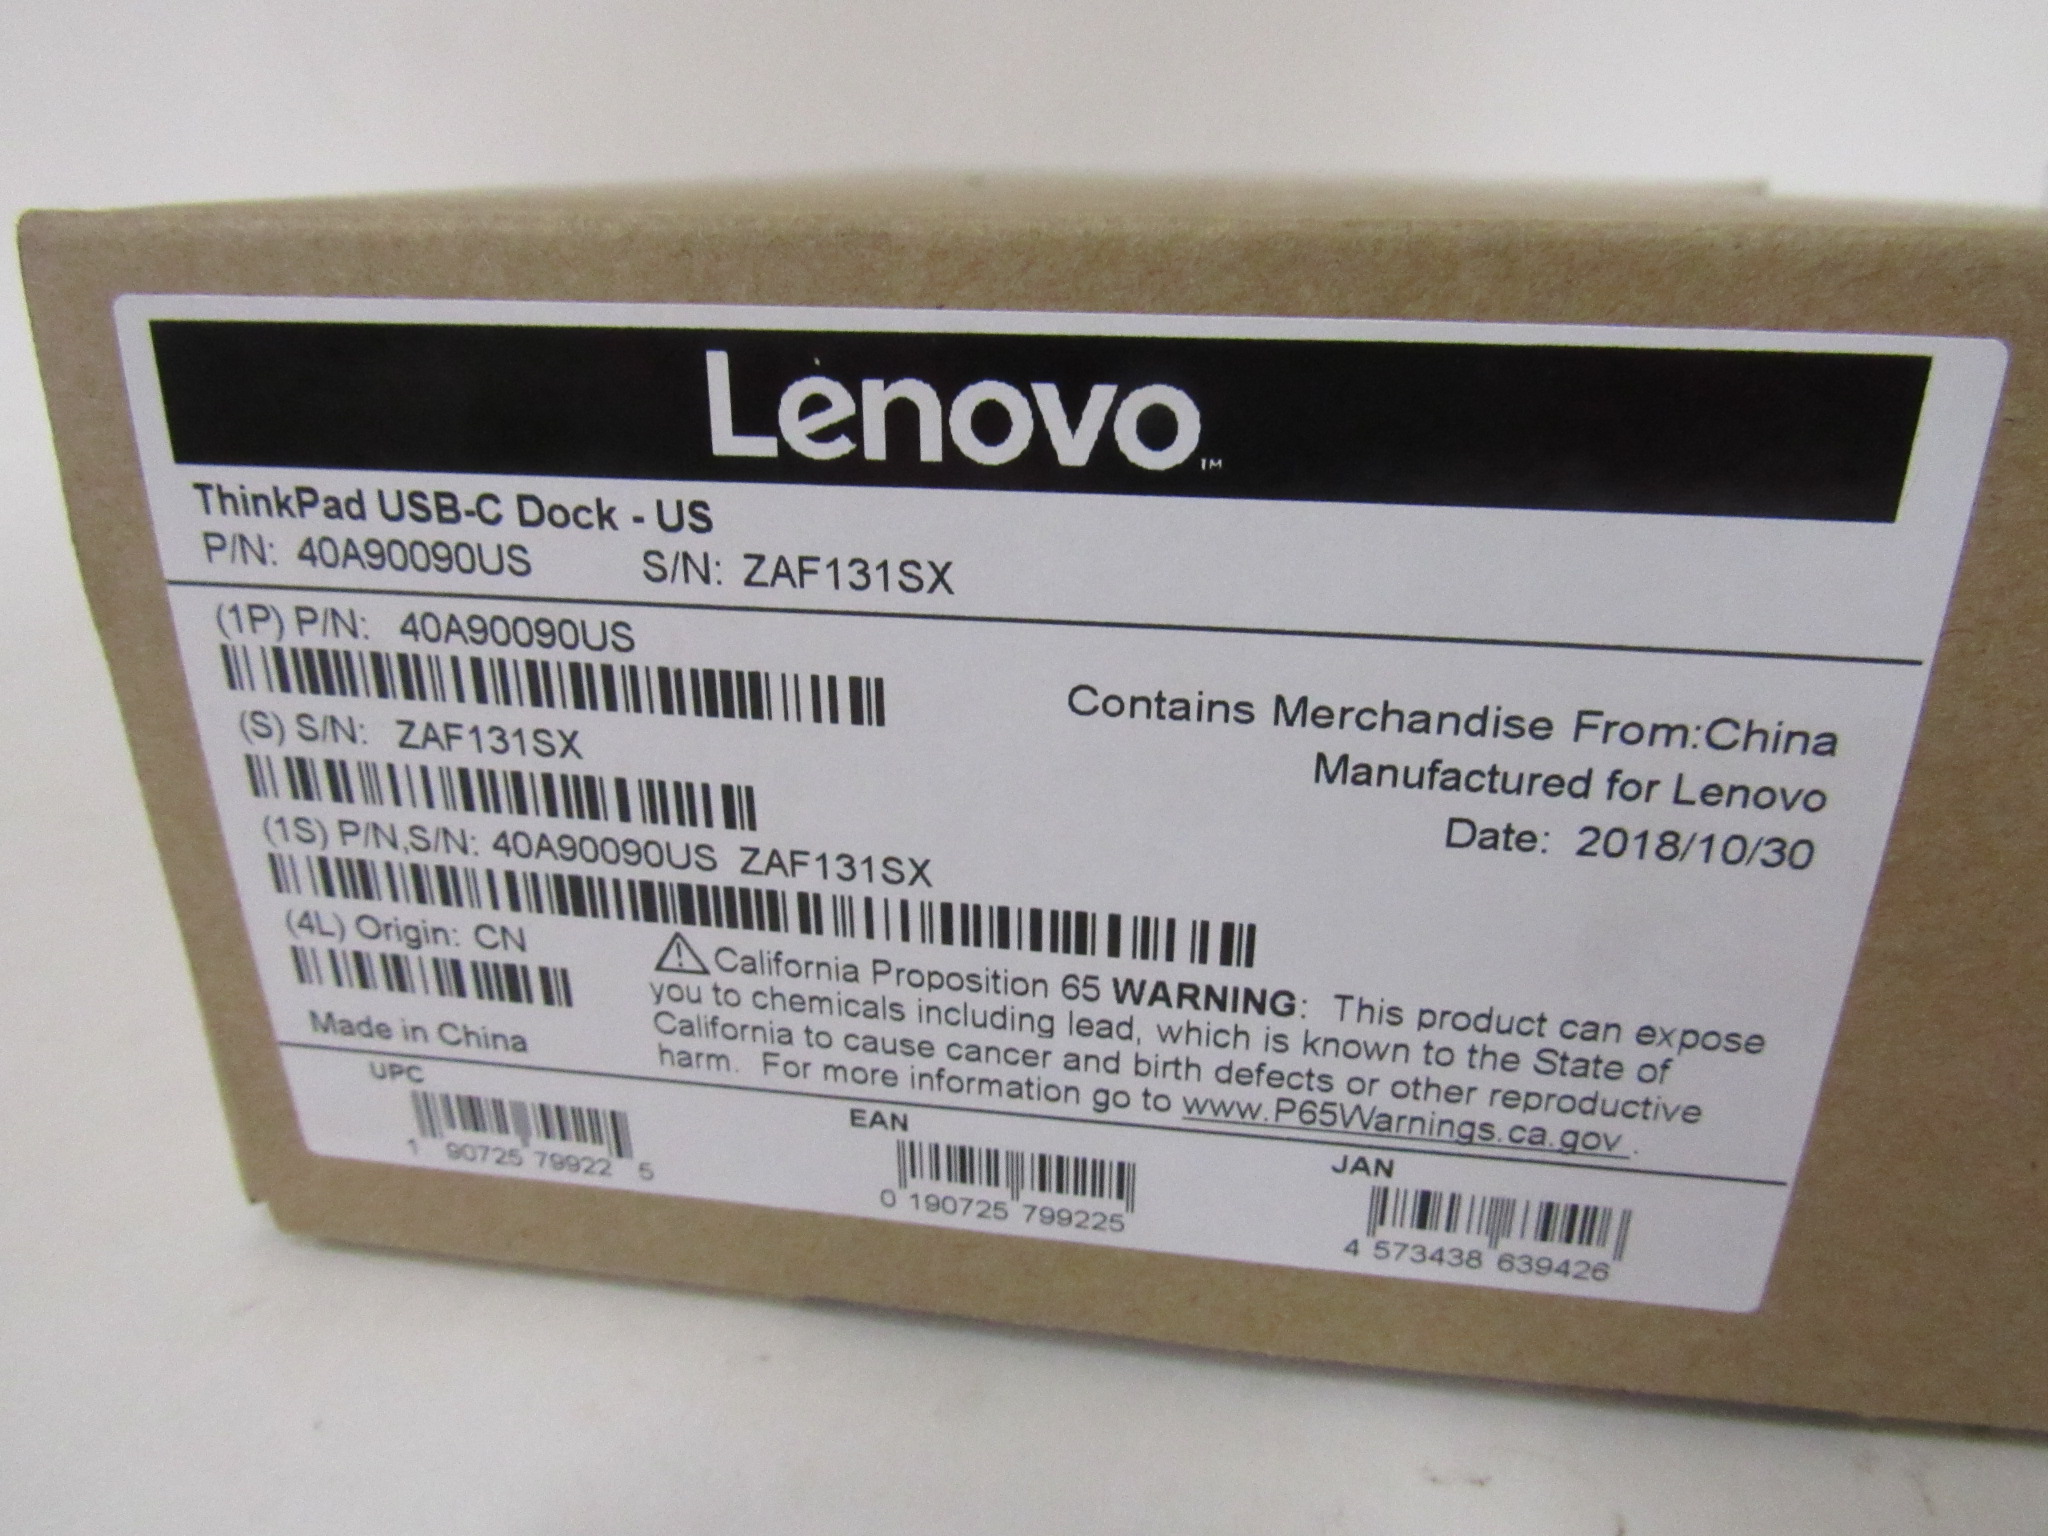 Lenovo™
ThinkPad USB-C Dock - US
P/N: 40A90090US S/N: ZAF131SX
(1P) P/N: 40A90090US
(S) S/N: ZAF131SX
(1S) P/N,S/N: 40A90090US ZAF131SX
(4L) Origin: CN
Made in China
Contains Merchandise From:China
Manufactured for Lenovo
Date: 2018/10/30
⚠ California Proposition 65 WARNING: This product can expose
you to chemicals including lead, which is known to the State of
California to cause cancer and birth defects or other reproductive
harm. For more information go to www.P65Warnings.ca.gov.
UPC
1 90725 79922 5
EAN
0 190725 799225
JAN
4 573438 639426